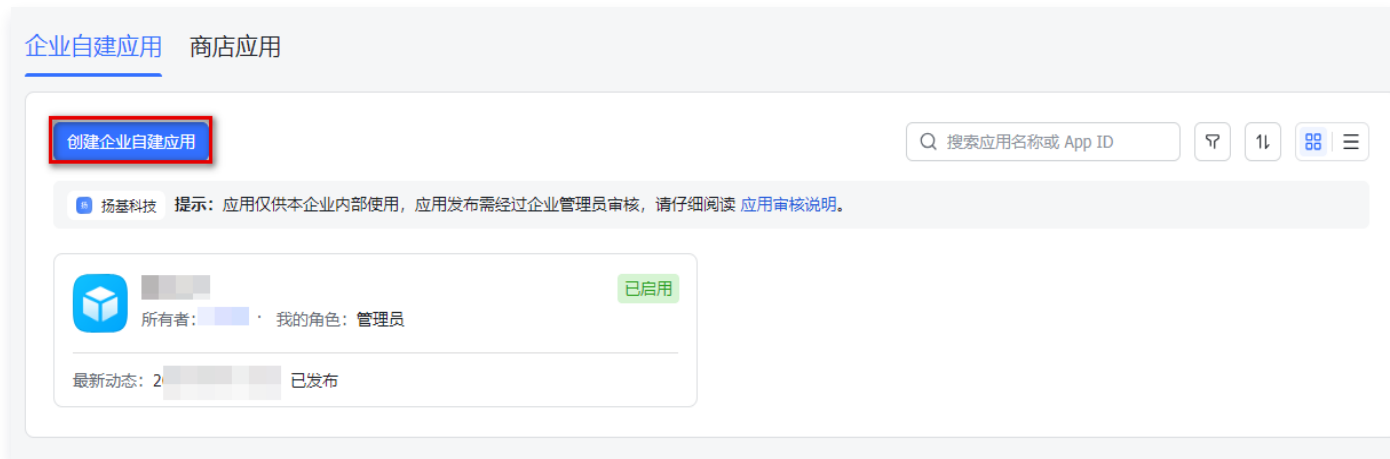 企业自建应用 商店应用
创建企业自建应用 搜索应用名称或 App ID
扬基科技 提示：应用仅供本企业内部使用，应用发布需经过企业管理员审核，请仔细阅读 应用审核说明。
已启用
所有者： · 我的角色：管理员
最新动态：2 已发布